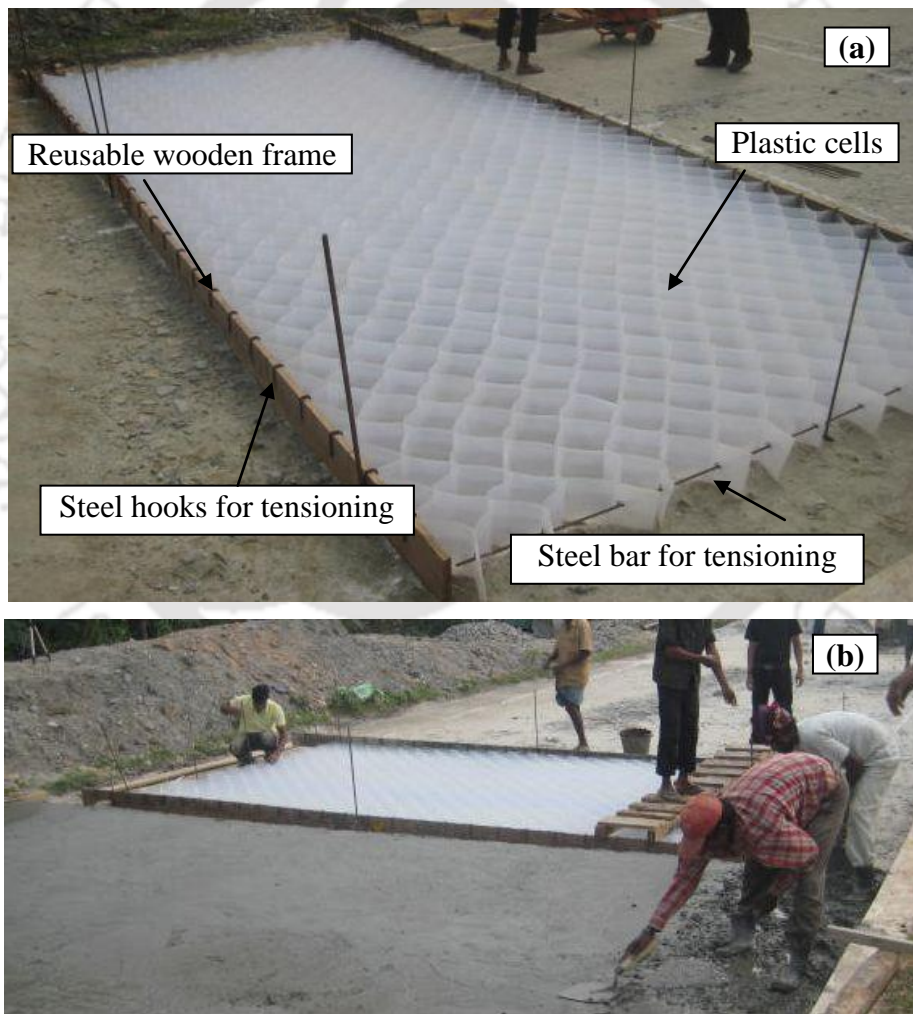 (a)
Reusable wooden frame
Plastic cells
Steel hooks for tensioning
Steel bar for tensioning
(b)